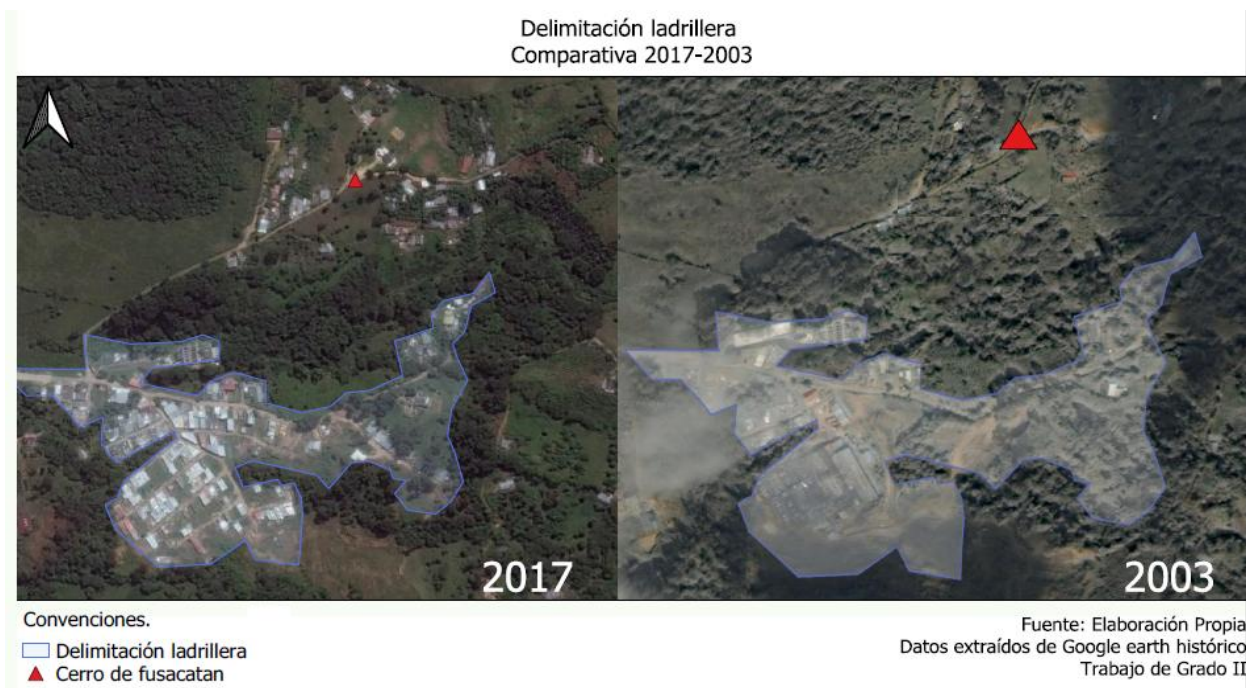 Delimitación ladrillera
Comparativa 2017-2003
2017
2003
Convenciones.
Delimitación ladrillera
Cerro de fusacatan
Fuente: Elaboración Propia
Datos extraídos de Google earth histórico
Trabajo de Grado II